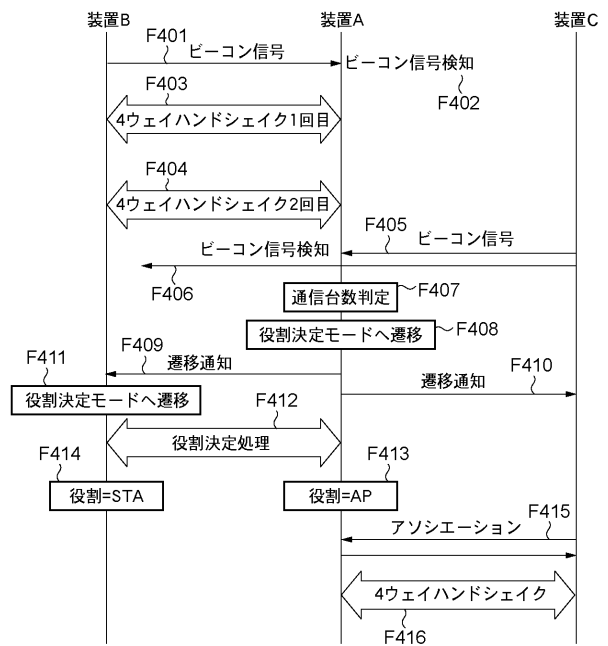 装置B
装置A
装置C
F401
ビーコン信号
ビーコン信号検知
F402
F403
4ウェイハンドシェイク1回目
F404
4ウェイハンドシェイク2回目
F405
ビーコン信号
ビーコン信号検知
F406
通信台数判定
F407
役割決定モードへ遷移
F408
F409
遷移通知
F410
遷移通知
F411
役割決定モードへ遷移
F412
役割決定処理
F413
役割=AP
F414
役割=STA
F415
アソシエーション
4ウェイハンドシェイク
F416